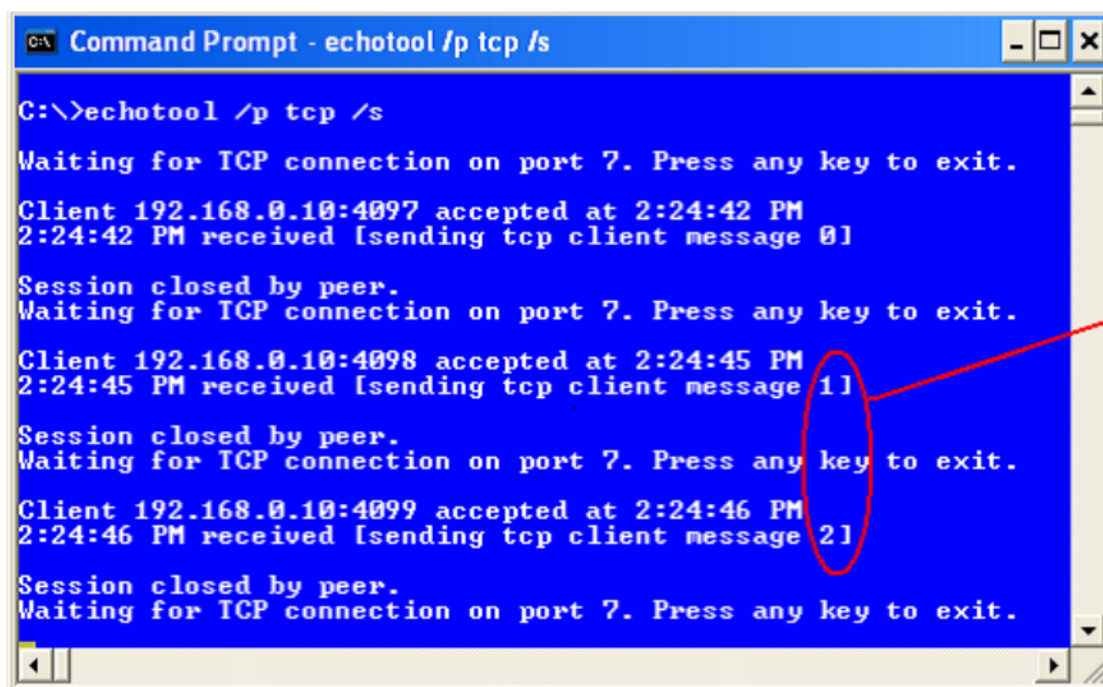 Command Prompt - echotool /p tcp /s
C:\>echotool /p tcp /s
Waiting for TCP connection on port 7. Press any key to exit.
Client 192.168.0.10:4097 accepted at 2:24:42 PM
2:24:42 PM received [sending tcp client message 0]
Session closed by peer.
Waiting for TCP connection on port 7. Press any key to exit.
Client 192.168.0.10:4098 accepted at 2:24:45 PM
2:24:45 PM received [sending tcp client message 1]
Session closed by peer.
Waiting for TCP connection on port 7. Press any key to exit.
Client 192.168.0.10:4099 accepted at 2:24:46 PM
2:24:46 PM received [sending tcp client message 2]
Session closed by peer.
Waiting for TCP connection on port 7. Press any key to exit.